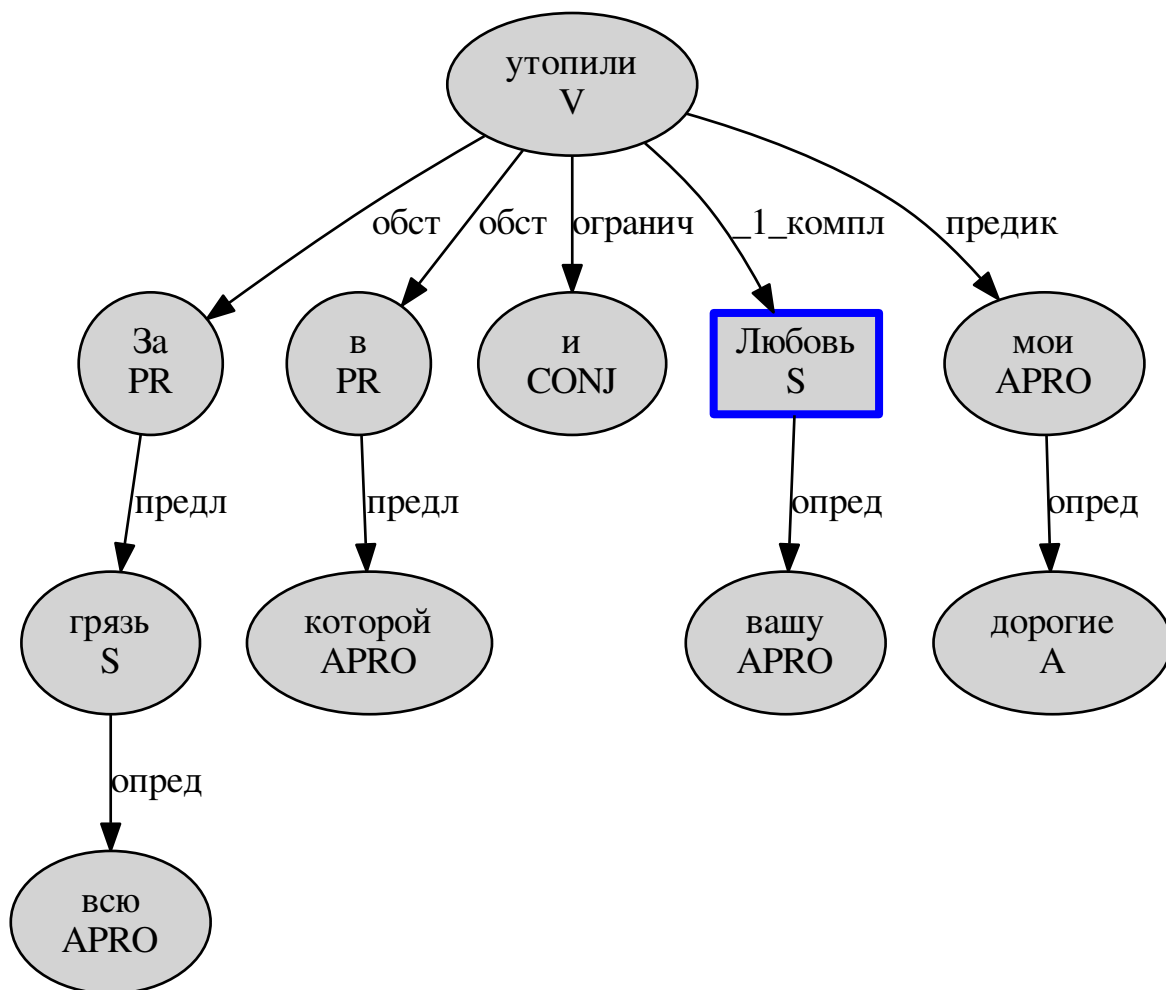 утопили
V
обст обст огранич _1_компл предик
За
PR
в
PR
и
CONJ
Любовь
S
мои
APRO
предл предл опред опред
грязь
S
которой
APRO
вашу
APRO
дорогие
A
опред
всю
APRO